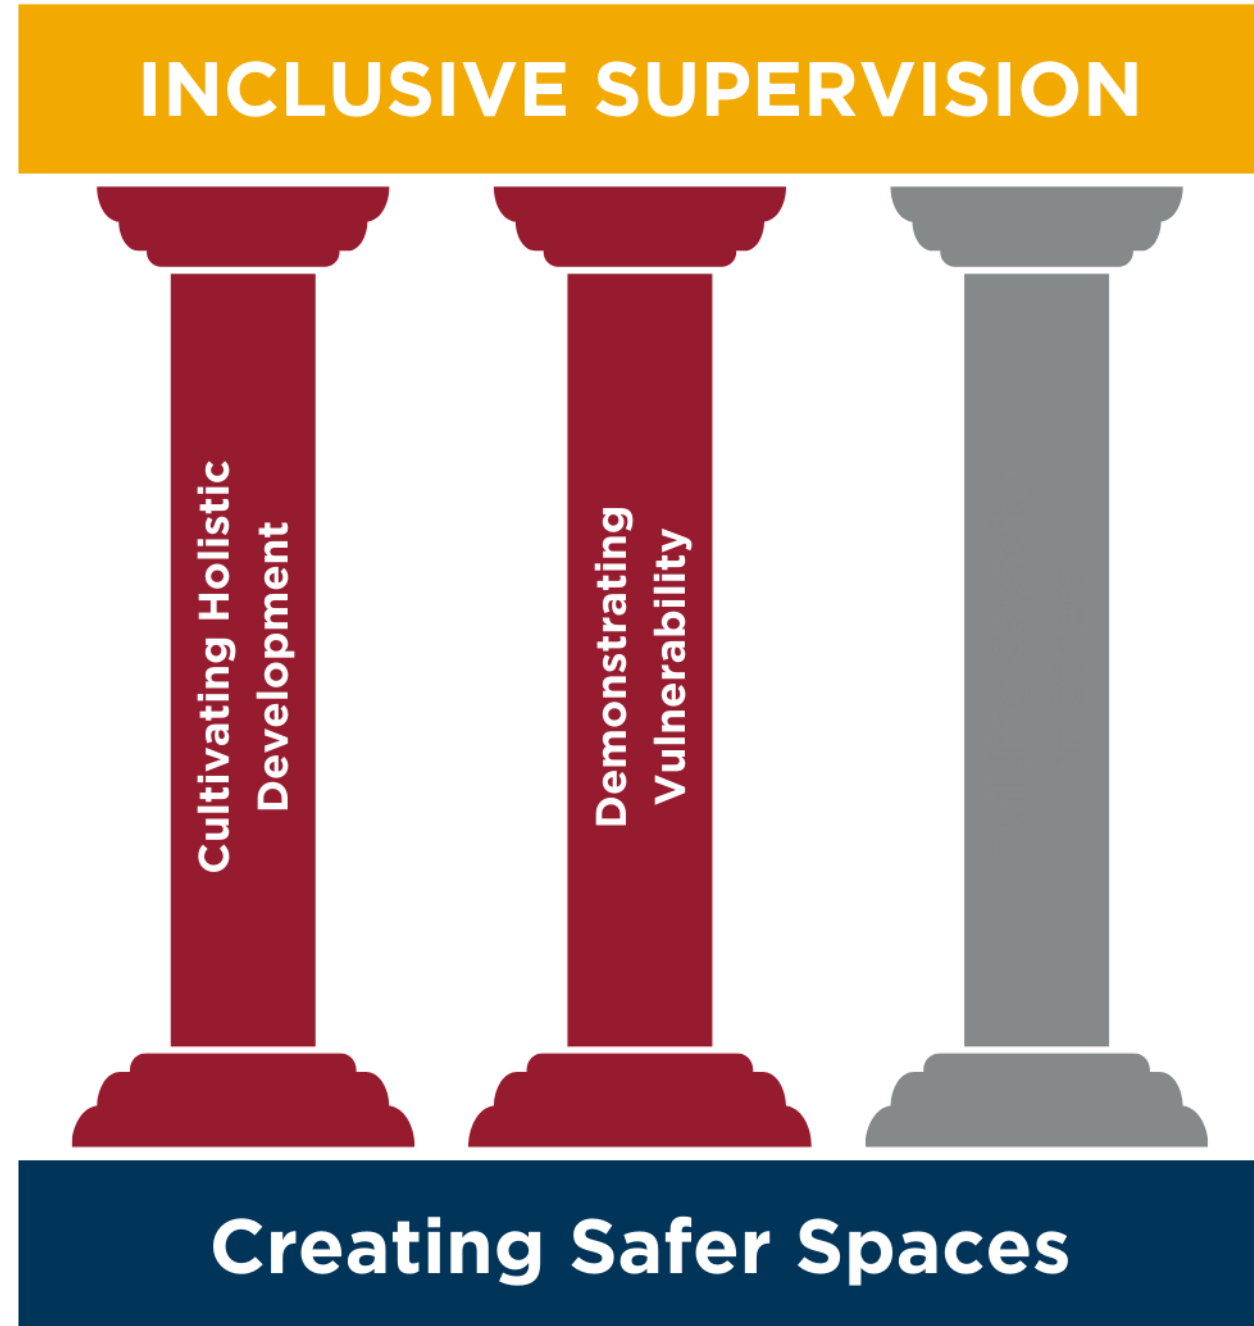 INCLUSIVE SUPERVISION
Cultivating Holistic
Development
Demonstrating
Vulnerability
Creating Safer Spaces